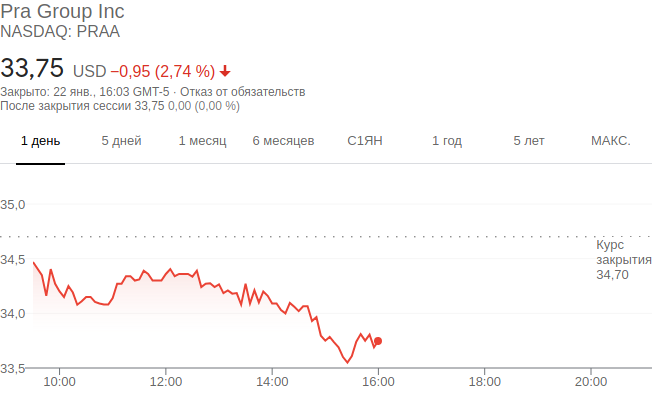 Pra Group Inc
NASDAQ: PRAA
33,75 USD −0,95 (2,74 %)
Закрыто: 22 янв., 16:03 GMT-5 · Отказ от обязательств
После закрытия сессии 33,75 0,00 (0,00 %)
1 день 5 дней 1 месяц 6 месяцев С1ЯН 1 год 5 лет МАКС.
35,0
Курс
закрытия
34,70
34,5
34,0
33,5
10:00 12:00 14:00 16:00 18:00 20:00